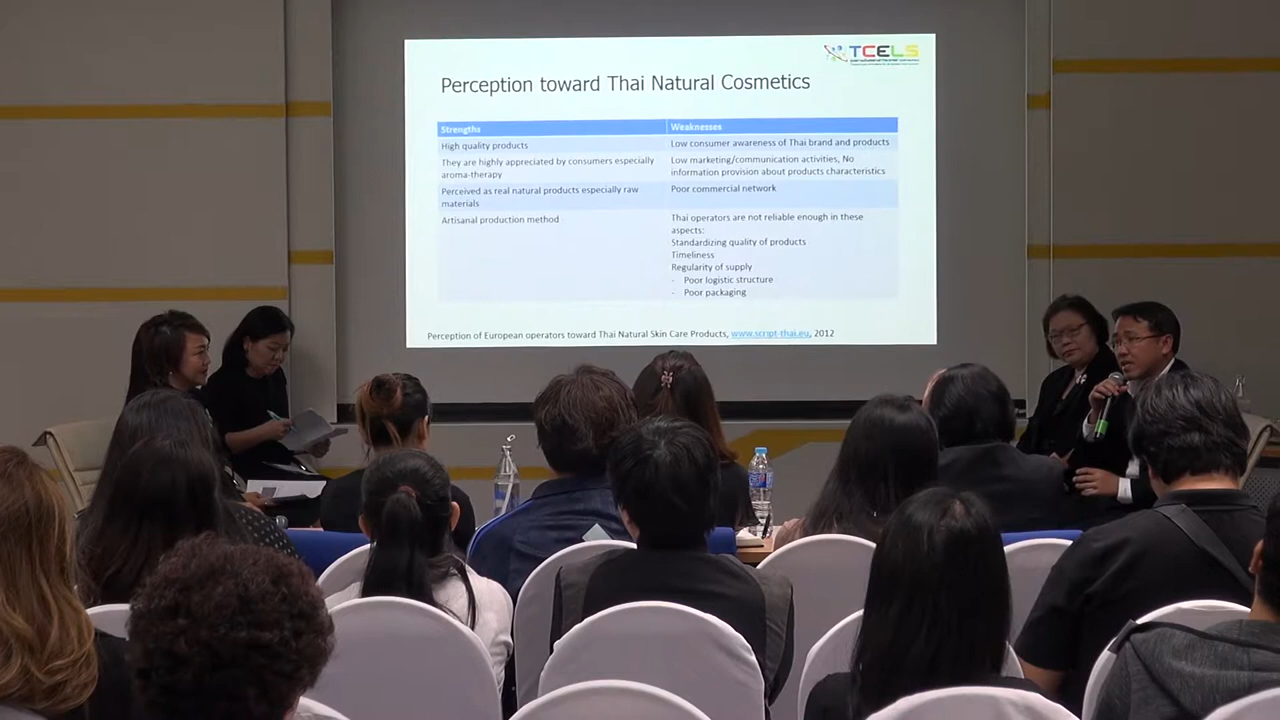 TCELS
Perception toward Thai Natural Cosmetics
Strengths
Weaknesses
High quality products
Low consumer awareness of Thai brand and products
They are highly appreciated by consumers especially
aroma-therapy
Low marketing/communication activities, No
information provision about products characteristics
Perceived as real natural products especially raw
materials
Poor commercial network
Artisanal production method
Thai operators are not reliable enough in these
aspects:
Standardizing quality of products
Timeliness
Regularity of supply
- Poor logistic structure
- Poor packaging
Perception of European operators toward Thai Natural Skin Care Products, www.script-thai.eu, 2012